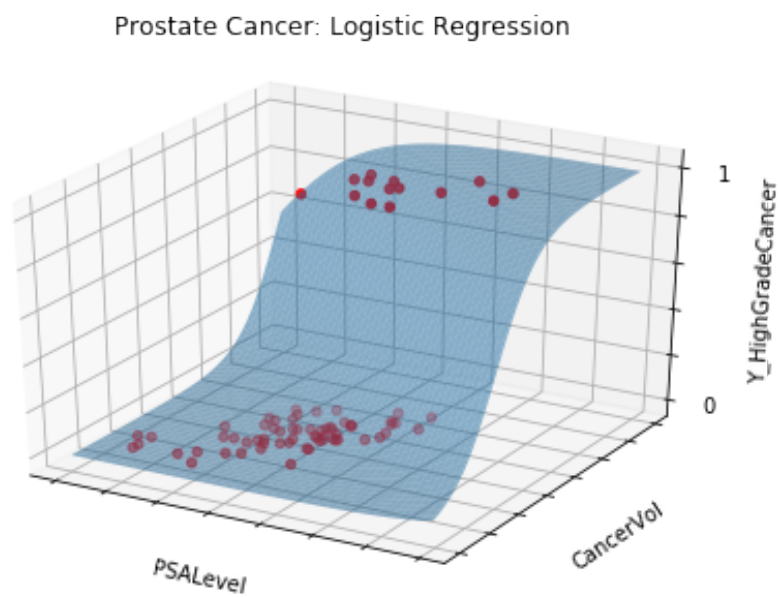 Prostate Cancer: Logistic Regression
1
Y_HighGradeCancer
0
CancerVol
PSALevel